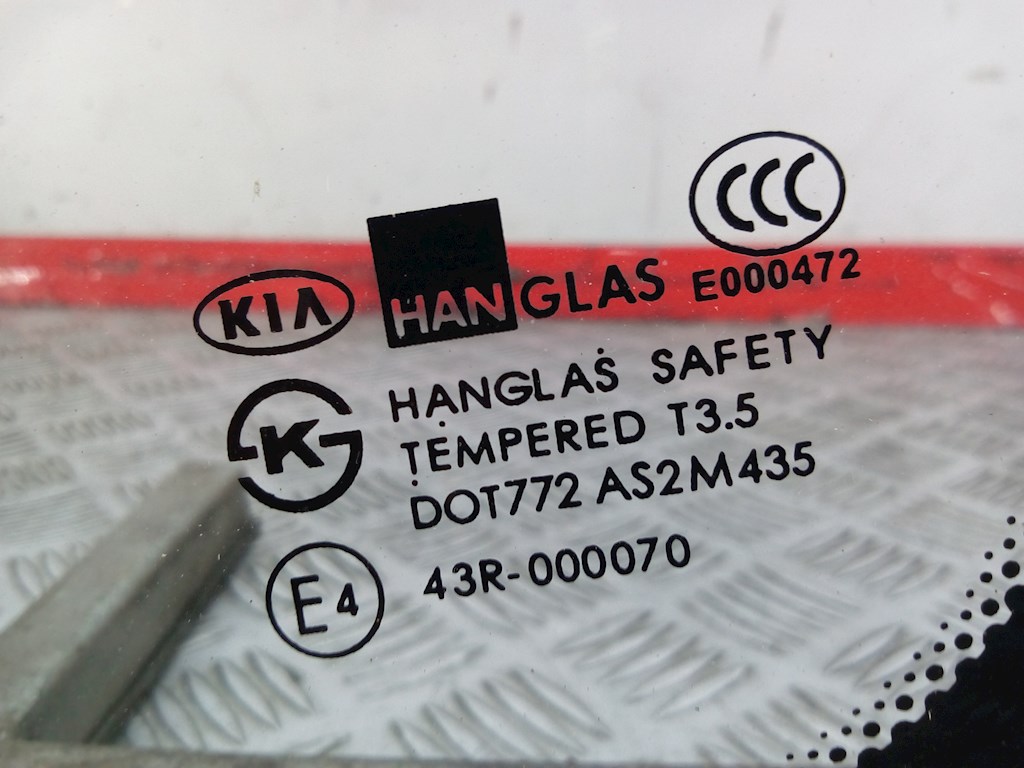 KIA
HANGLAS
CCC
E000472
K
HANGLAS SAFETY
TEMPERED T3.5
DOT772 AS2M435
E4
43R-000070